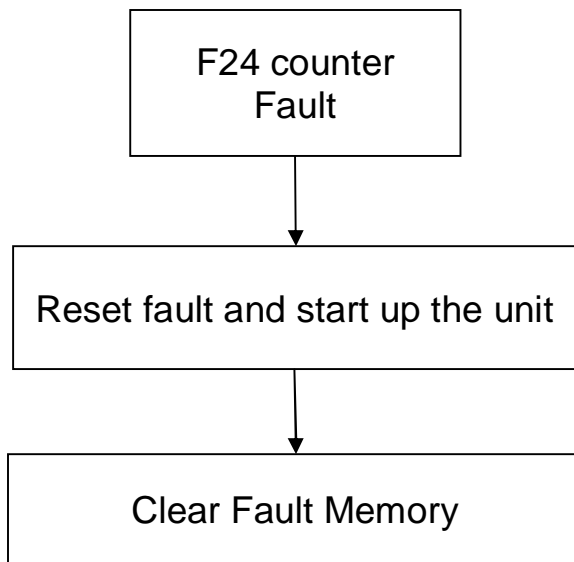 F24 counter
Fault
Reset fault and start up the unit
Clear Fault Memory